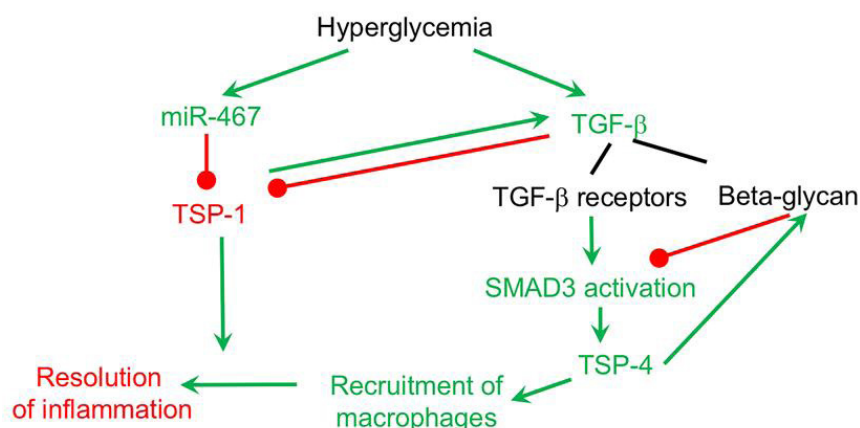 Hyperglycemia
miR-467
TGF-β
TSP-1
TGF-β receptors
Beta-glycan
SMAD3 activation
TSP-4
Resolution
of inflammation
Recruitment of
macrophages